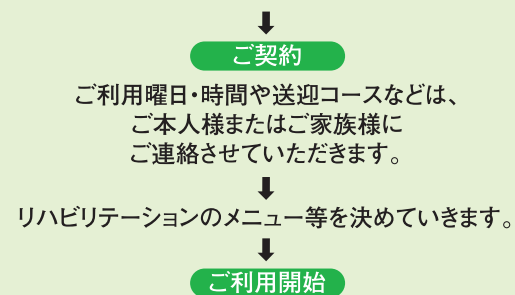 ご契約
ご利用曜日・時間や送迎コースなどは、
ご本人様またはご家族様に
ご連絡させていただきます。
リハビリテーションのメニュー等を決めていきます。
ご利用開始